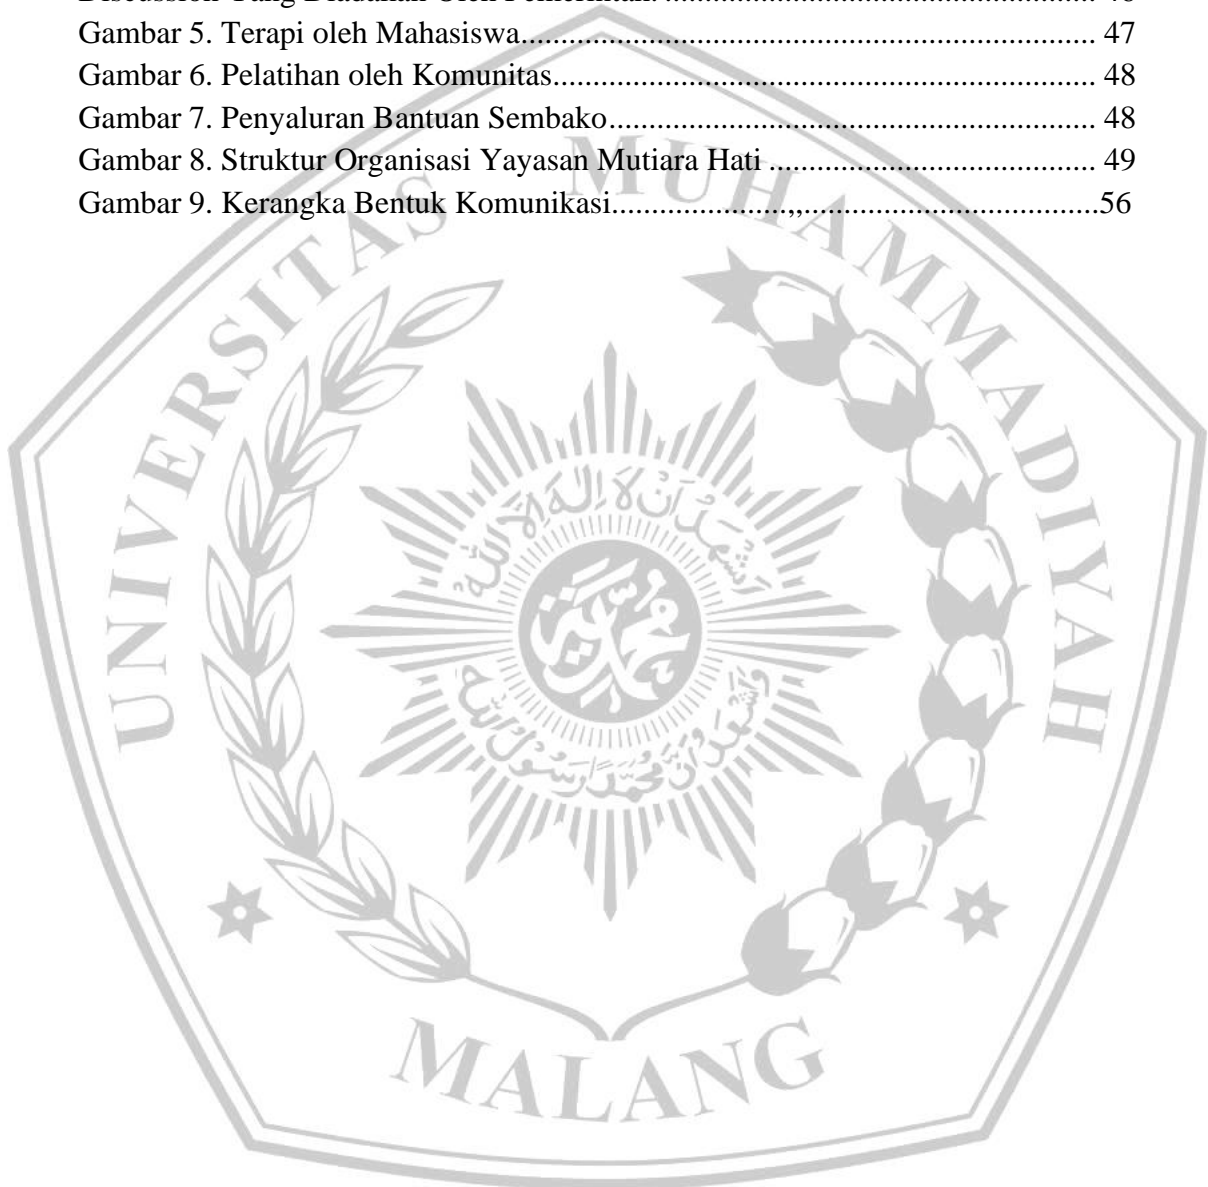 Gambar 5. Terapi oleh Mahasiswa........................................................................ 47
Gambar 6. Pelatihan oleh Komunitas.................................................................... 48
Gambar 7. Penyaluran Bantuan Sembako............................................................. 48
Gambar 8. Struktur Organisasi Yayasan Mutiara Hati ......................................... 49
Gambar 9. Kerangka Bentuk Komunikasi......................,,.....................................56
UNIVERSITAS MUHAMMADIYAH
MALANG